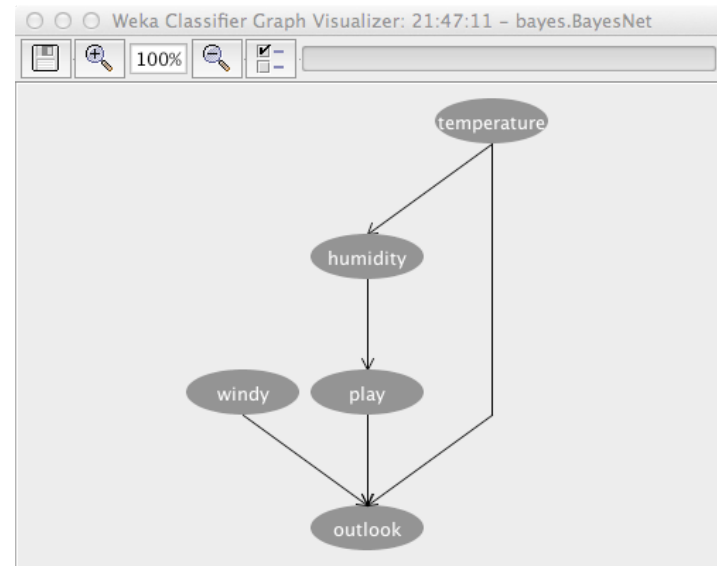 Weka Classifier Graph Visualizer: 21:47:11 – bayes.BayesNet
100%
temperature
humidity
windy play
outlook